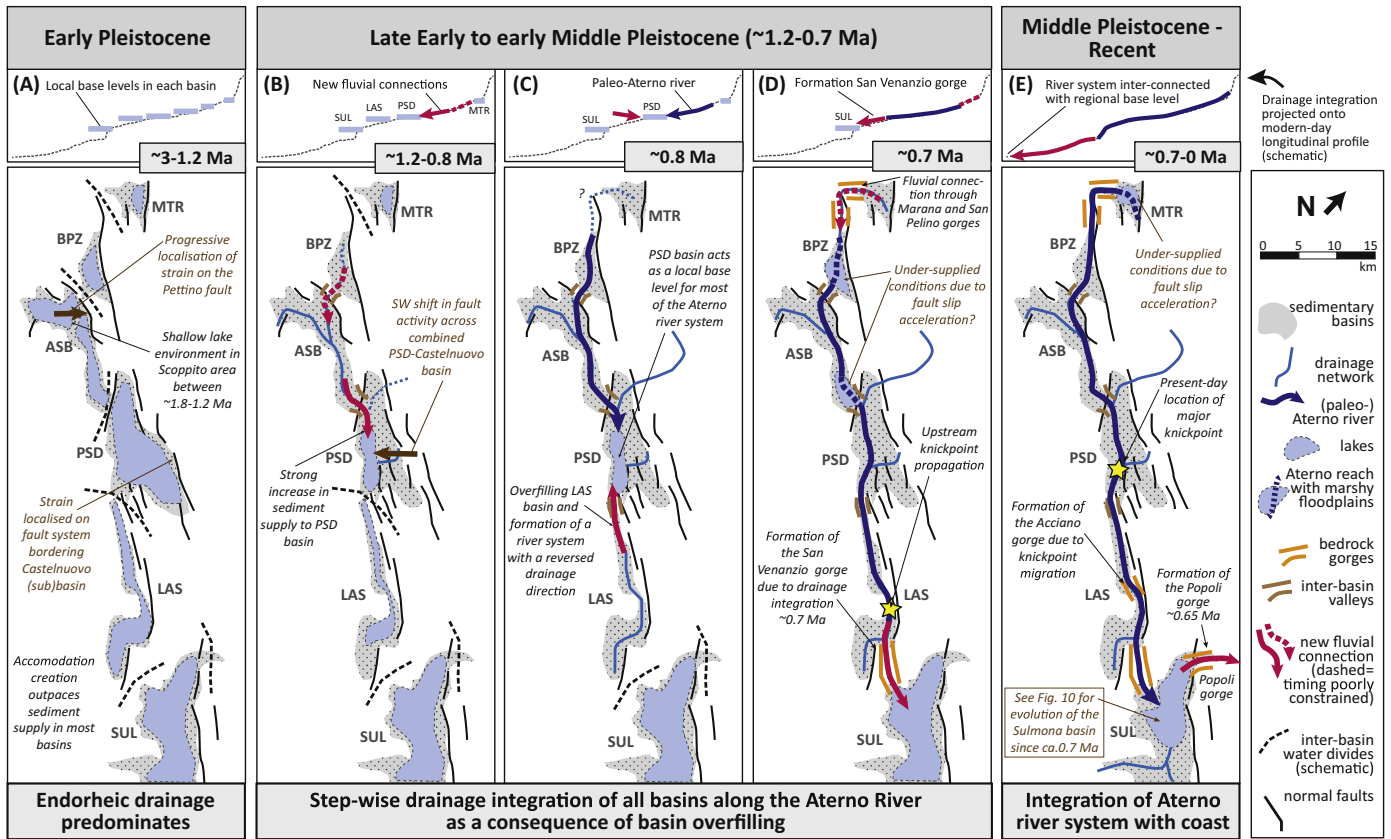 Early Pleistocene
Late Early to early Middle Pleistocene (~1.2-0.7 Ma)
Middle Pleistocene -
Recent
(A)
Local base levels in each basin
~3-1.2 Ma
(B)
New fluvial connections
SUL
LAS
PSD
MTR
~1.2-0.8 Ma
(C)
Paleo-Aterno river
PSD
~0.8 Ma
(D)
Formation San Venanzio gorge
SUL
~0.7 Ma
(E)
River system inter-connected
with regional base level
~0.7-0 Ma
Drainage integration
projected onto
modern-day
longitudinal profile
(schematic)
MTR
BPZ
Progressive
localisation of
strain on the
Pettino fault
ASB
Shallow lake
environment in
Scoppito area
between
~1.8-1.2 Ma
PSD
Strain
localised on
fault system
bordering
Castelnuovo
(sub)basin
LAS
Accomodation
creation
outpaces
sediment
supply in most
basins
SUL
Endorheic drainage
predominates
MTR
BPZ
ASB
SW shift in fault
activity across
combined
PSD-Castelnuovo
basin
PSD
Strong
increase in
sediment
supply to PSD
basin
LAS
SUL
?
MTR
BPZ
PSD basin acts
as a local base
level for most
of the Aterno
river system
ASB
PSD
Overfilling LAS
basin and
formation of a
river system
with a reversed
drainage
direction
LAS
SUL
Fluvial connec-
tion through
Marana and San
Pelino gorges
MTR
BPZ
Under-supplied
conditions due to
fault slip
acceleration?
ASB
PSD
Upstream
knickpoint
propagation
Formation of
the San
Venanzio gorge
due to drainage
integration
~0.7 Ma
LAS
SUL
Step-wise drainage integration of all basins along the Aterno River
as a consequence of basin overfilling
MTR
BPZ
Under-supplied
conditions due to
fault slip
acceleration?
ASB
Present-day
location of
major
knickpoint
PSD
Formation of
the Acciano
gorge due to
knickpoint
migration
LAS
Formation of
the Popoli
gorge
~0.65 Ma
Popoli
gorge
See Fig. 10 for
evolution of the
Sulmona basin
since ca.0.7 Ma
SUL
Integration of Aterno
river system with coast
N
0 5 10 15
km
sedimentary
basins
drainage
network
(paleo-)
Aterno river
lakes
Aterno reach
with marshy
floodplains
bedrock
gorges
inter-basin
valleys
new fluvial
connection
(dashed=
timing poorly
constrained)
inter-basin
water divides
(schematic)
normal faults